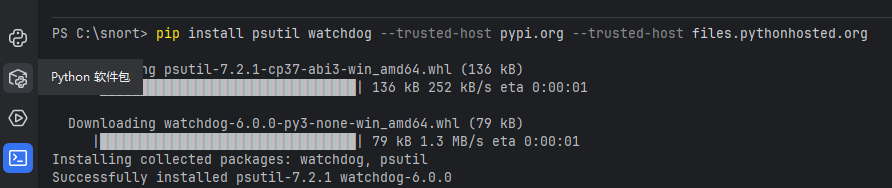 PS C:\snort> pip install psutil watchdog --trusted-host pypi.org --trusted-host files.pythonhosted.org
psutil-7.2.1-cp37-abi3-win_amd64.whl (136 kB)
Python 软件包
| 136 kB 252 kB/s eta 0:00:01
Downloading watchdog-6.0.0-py3-none-win_amd64.whl (79 kB)
| | 79 kB 1.3 MB/s eta 0:00:01
Installing collected packages: watchdog, psutil
Successfully installed psutil-7.2.1 watchdog-6.0.0